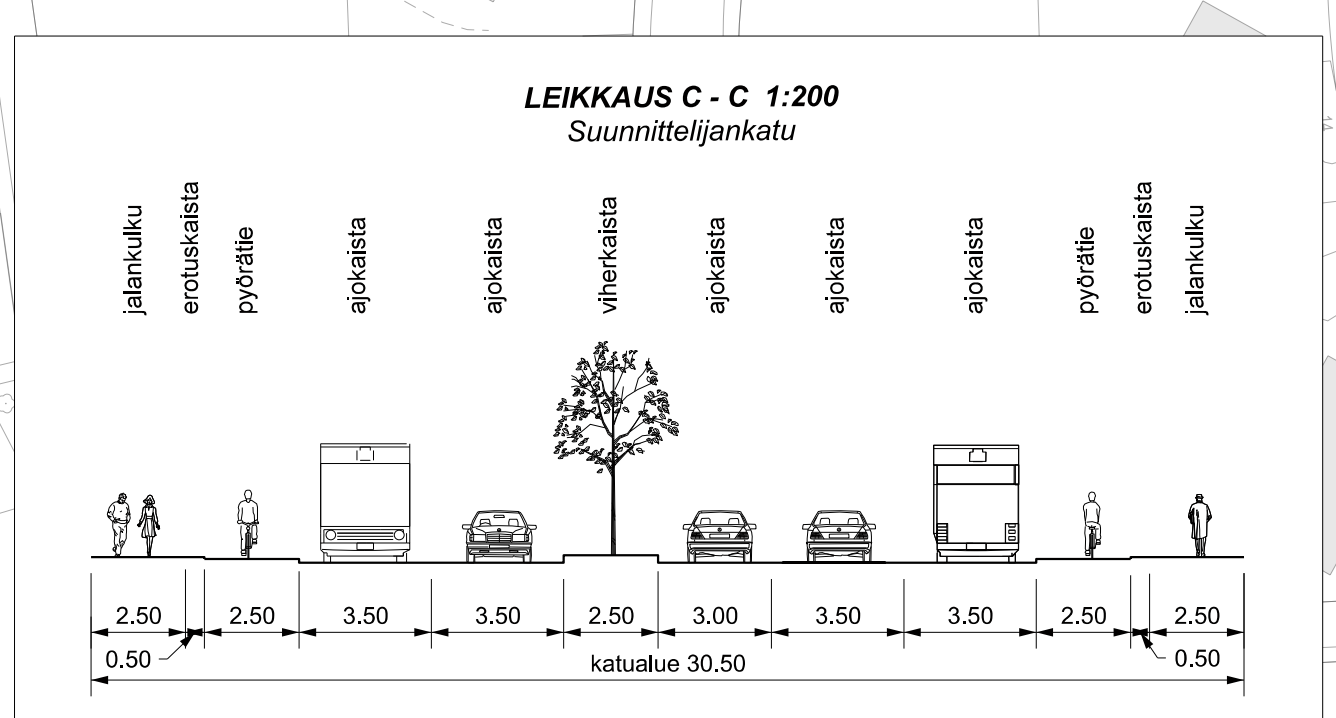 LEIKKAUS C - C 1:200
Suunnittelijankatu
jalankulku
erotuskaista
pyörätie
ajokaista
ajokaista
viherkaista
ajokaista
ajokaista
ajokaista
pyörätie
erotuskaista
jalankulku
2.50
2.50
3.50
3.50
2.50
3.00
3.50
3.50
2.50
2.50
0.50
katualue 30.50
0.50